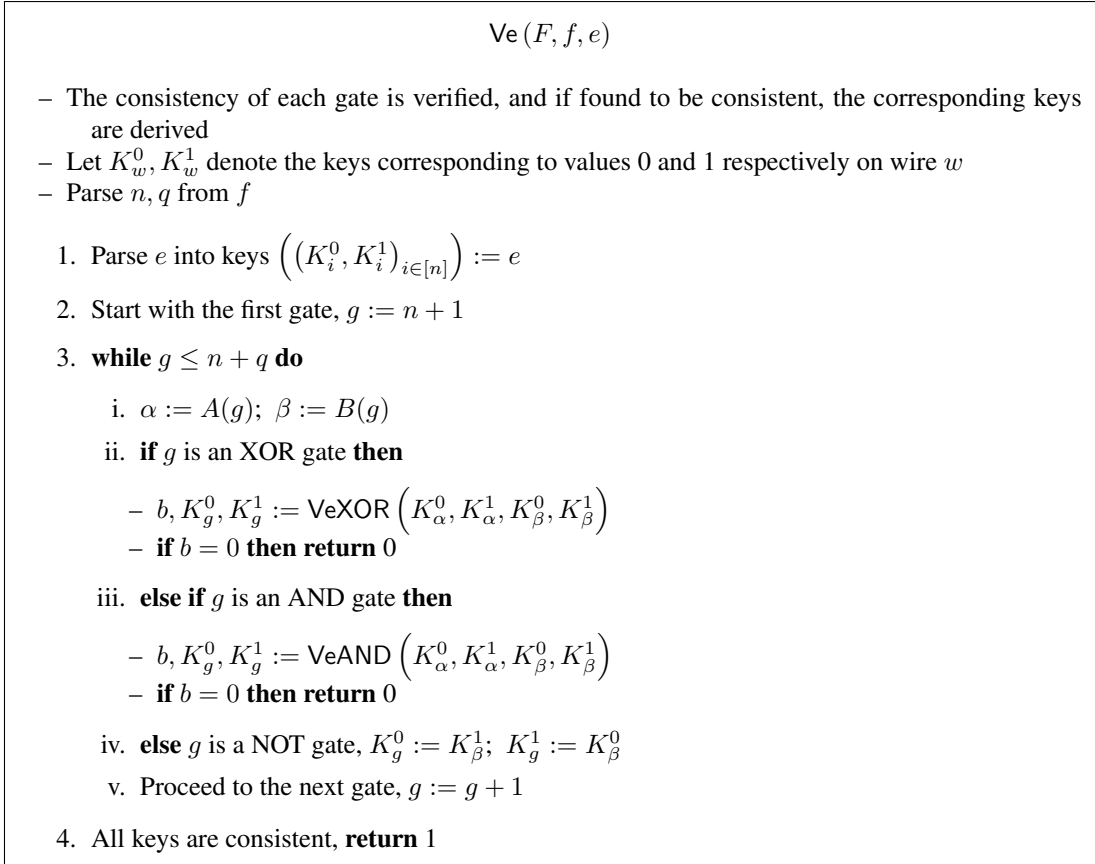 Ve (F, f, e)
– The consistency of each gate is verified, and if found to be consistent, the corresponding keys
are derived
– Let K_w^0, K_w^1 denote the keys corresponding to values 0 and 1 respectively on wire w
– Parse n, q from f
1. Parse e into keys ((K_i^0, K_i^1)_{i∈[n]}) := e
2. Start with the first gate, g := n + 1
3. while g ≤ n + q do
i. α := A(g); β := B(g)
ii. if g is an XOR gate then
– b, K_g^0, K_g^1 := VeXOR (K_α^0, K_α^1, K_β^0, K_β^1)
– if b = 0 then return 0
iii. else if g is an AND gate then
– b, K_g^0, K_g^1 := VeAND (K_α^0, K_α^1, K_β^0, K_β^1)
– if b = 0 then return 0
iv. else g is a NOT gate, K_g^0 := K_β^1; K_g^1 := K_β^0
v. Proceed to the next gate, g := g + 1
4. All keys are consistent, return 1